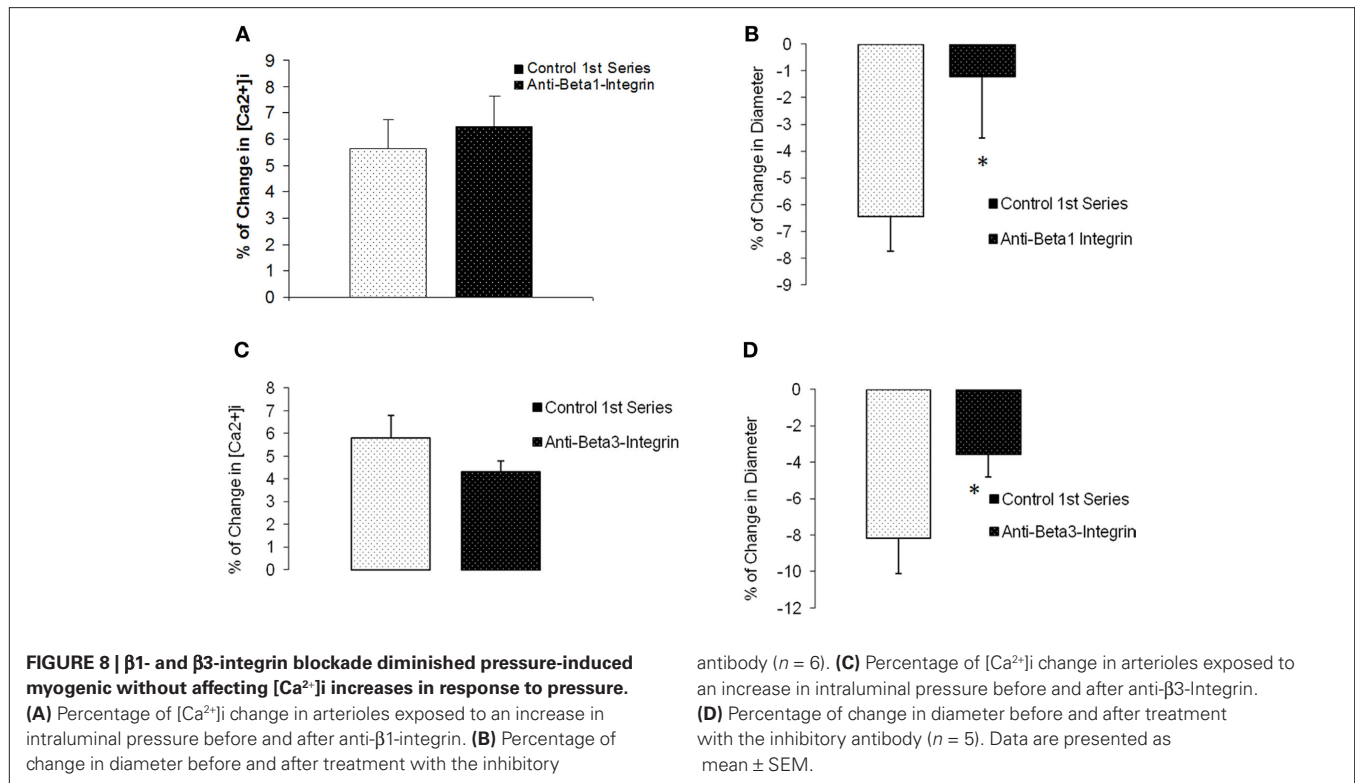 A
% of Change in [Ca2+]i
9
8
7
6
5
4
3
2
1
0
Control 1st Series
Anti-Beta1-Integrin
B
% of Change in Diameter
0
-1
-2
-3
-4
-5
-6
-7
-8
-9
*
Control 1st Series
Anti-Beta1 Integrin
C
% of Change in [Ca2+]i
8
7
6
5
4
3
2
1
0
Control 1st Series
Anti-Beta3-Integrin
D
% of Change in Diameter
0
-2
-4
-6
-8
-10
-12
*
Control 1st Series
Anti-Beta3-Integrin
FIGURE 8 | β1- and β3-integrin blockade diminished pressure-induced
myogenic without affecting [Ca²⁺]i increases in response to pressure.
(A) Percentage of [Ca²⁺]i change in arterioles exposed to an increase in
intraluminal pressure before and after anti-β1-integrin. (B) Percentage of
change in diameter before and after treatment with the inhibitory
antibody (n = 6). (C) Percentage of [Ca²⁺]i change in arterioles exposed to
an increase in intraluminal pressure before and after anti-β3-Integrin.
(D) Percentage of change in diameter before and after treatment
with the inhibitory antibody (n = 5). Data are presented as
mean ± SEM.